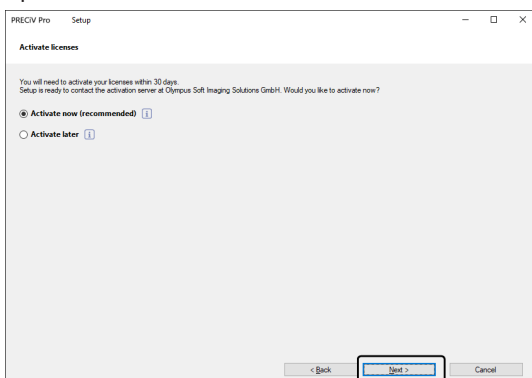 PRECiV Pro Setup
Activate licenses
You will need to activate your licenses within 30 days.
Setup is ready to contact the activation server at Olympus Soft Imaging Solutions GmbH. Would you like to activate now?
Activate now (recommended) i
Activate later i
< Back Next > Cancel